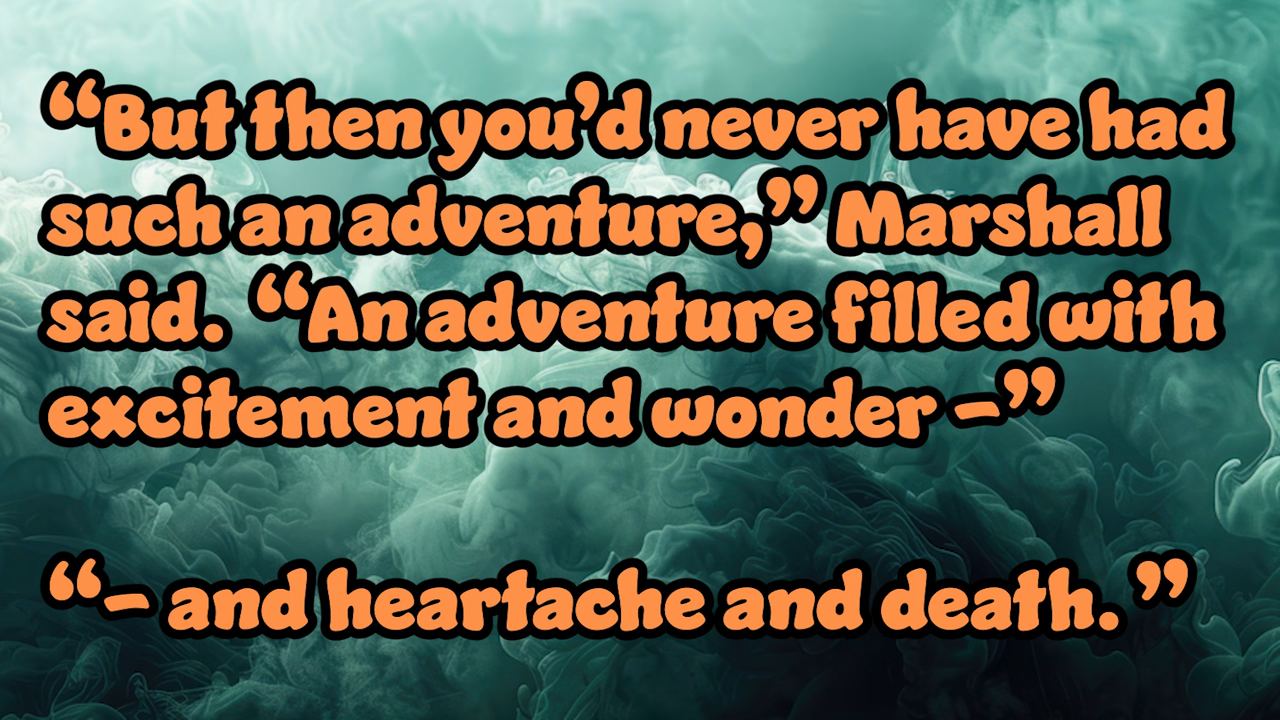 “But then you’d never have had
such an adventure,” Marshall
said. “An adventure filled with
excitement and wonder –”
“– and heartache and death. ”